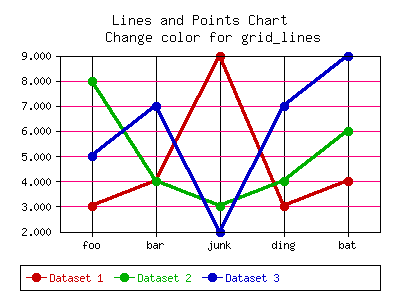 Lines and Points Chart
Change color for grid_lines
9.000
8.000
7.000
6.000
5.000
4.000
3.000
2.000
foo bar junk ding bat
Dataset 1 Dataset 2 Dataset 3